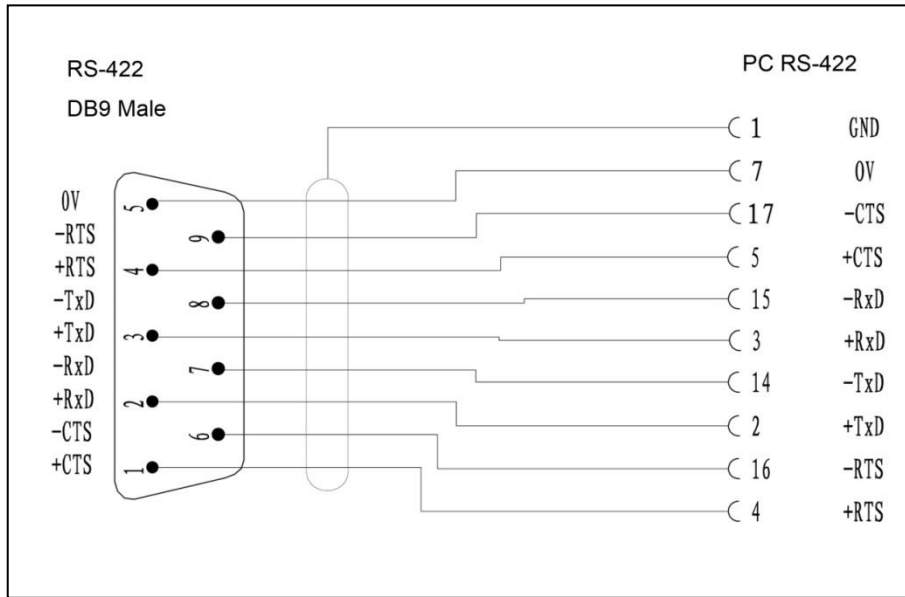 RS-422
DB9 Male
PC RS-422
1 GND
7 0V
17 -CTS
5 +CTS
15 -RxD
3 +RxD
14 -TxD
2 +TxD
16 -RTS
4 +RTS
0V 5
-RTS 9
+RTS 4
-TxD 8
+TxD 3
-RxD 7
+RxD 2
-CTS 6
+CTS 1